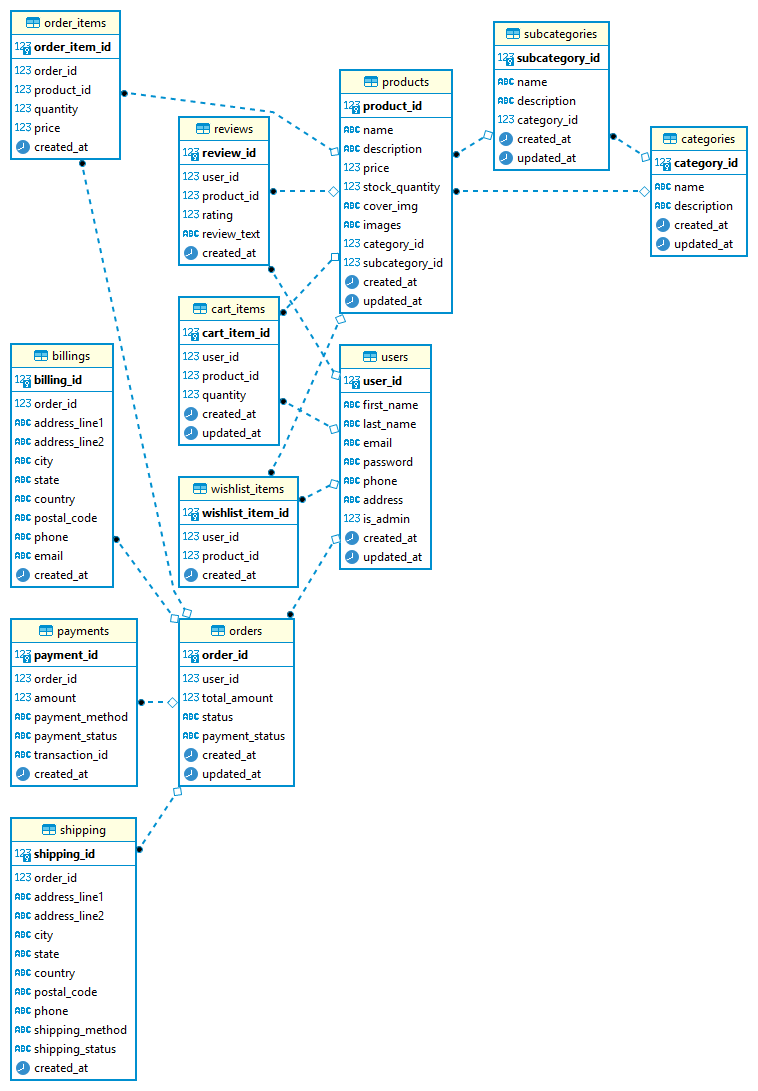 order_items
123 order_item_id
123 order_id
123 product_id
123 quantity
123 price
created_at
reviews
123 review_id
123 user_id
123 product_id
123 rating
ABC review_text
created_at
products
123 product_id
ABC name
ABC description
123 price
123 stock_quantity
ABC cover_img
ABC images
123 category_id
123 subcategory_id
created_at
updated_at
subcategories
123 subcategory_id
ABC name
ABC description
123 category_id
created_at
updated_at
categories
123 category_id
ABC name
ABC description
created_at
updated_at
cart_items
123 cart_item_id
123 user_id
123 product_id
123 quantity
created_at
updated_at
billings
123 billing_id
123 order_id
ABC address_line1
ABC address_line2
ABC city
ABC state
ABC country
ABC postal_code
ABC phone
ABC email
created_at
users
123 user_id
ABC first_name
ABC last_name
ABC email
ABC password
ABC phone
ABC address
123 is_admin
created_at
updated_at
wishlist_items
123 wishlist_item_id
123 user_id
123 product_id
created_at
payments
123 payment_id
123 order_id
123 amount
ABC payment_method
ABC payment_status
ABC transaction_id
created_at
orders
123 order_id
123 user_id
123 total_amount
ABC status
ABC payment_status
created_at
updated_at
shipping
123 shipping_id
123 order_id
ABC address_line1
ABC address_line2
ABC city
ABC state
ABC country
ABC postal_code
ABC phone
ABC shipping_method
ABC shipping_status
created_at